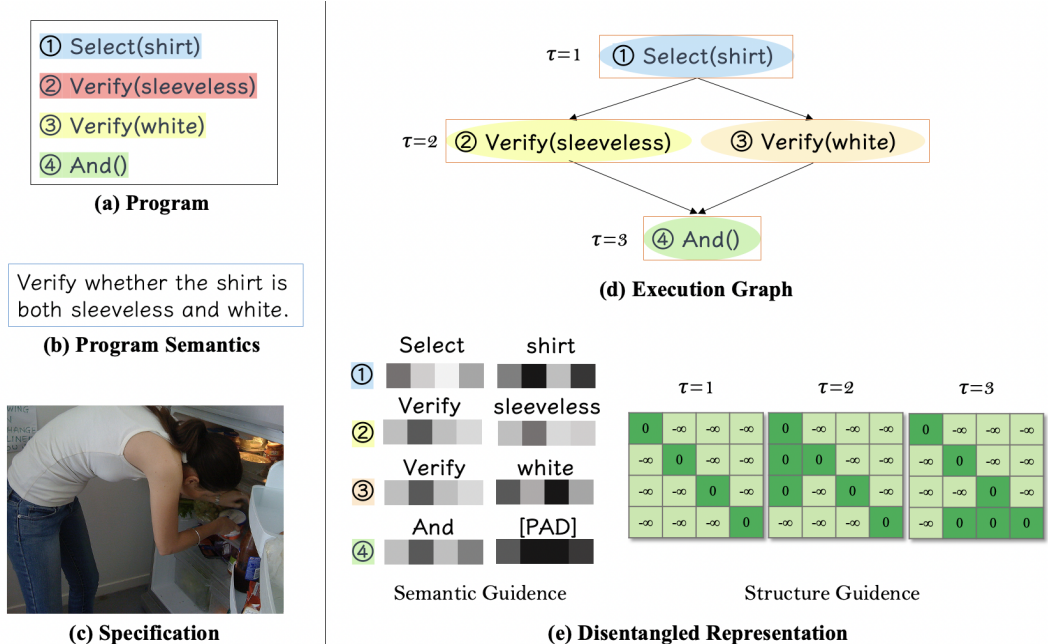 ① Select(shirt)
② Verify(sleeveless)
③ Verify(white)
④ And()
(a) Program
Verify whether the shirt is
both sleeveless and white.
(b) Program Semantics
(c) Specification
τ=1
① Select(shirt)
τ=2
② Verify(sleeveless)
③ Verify(white)
τ=3
④ And()
(d) Execution Graph
Select shirt
①
Verify sleeveless
②
Verify white
③
And [PAD]
④
Semantic Guidence
τ=1
0 -∞ -∞ -∞
-∞ 0 -∞ -∞
-∞ -∞ 0 -∞
-∞ -∞ -∞ 0
τ=2
0 -∞ -∞ -∞
0 0 -∞ -∞
0 -∞ 0 -∞
-∞ -∞ -∞ 0
τ=3
0 -∞ -∞ -∞
-∞ 0 -∞ -∞
-∞ -∞ 0 -∞
-∞ 0 0 0
Structure Guidence
(e) Disentangled Representation